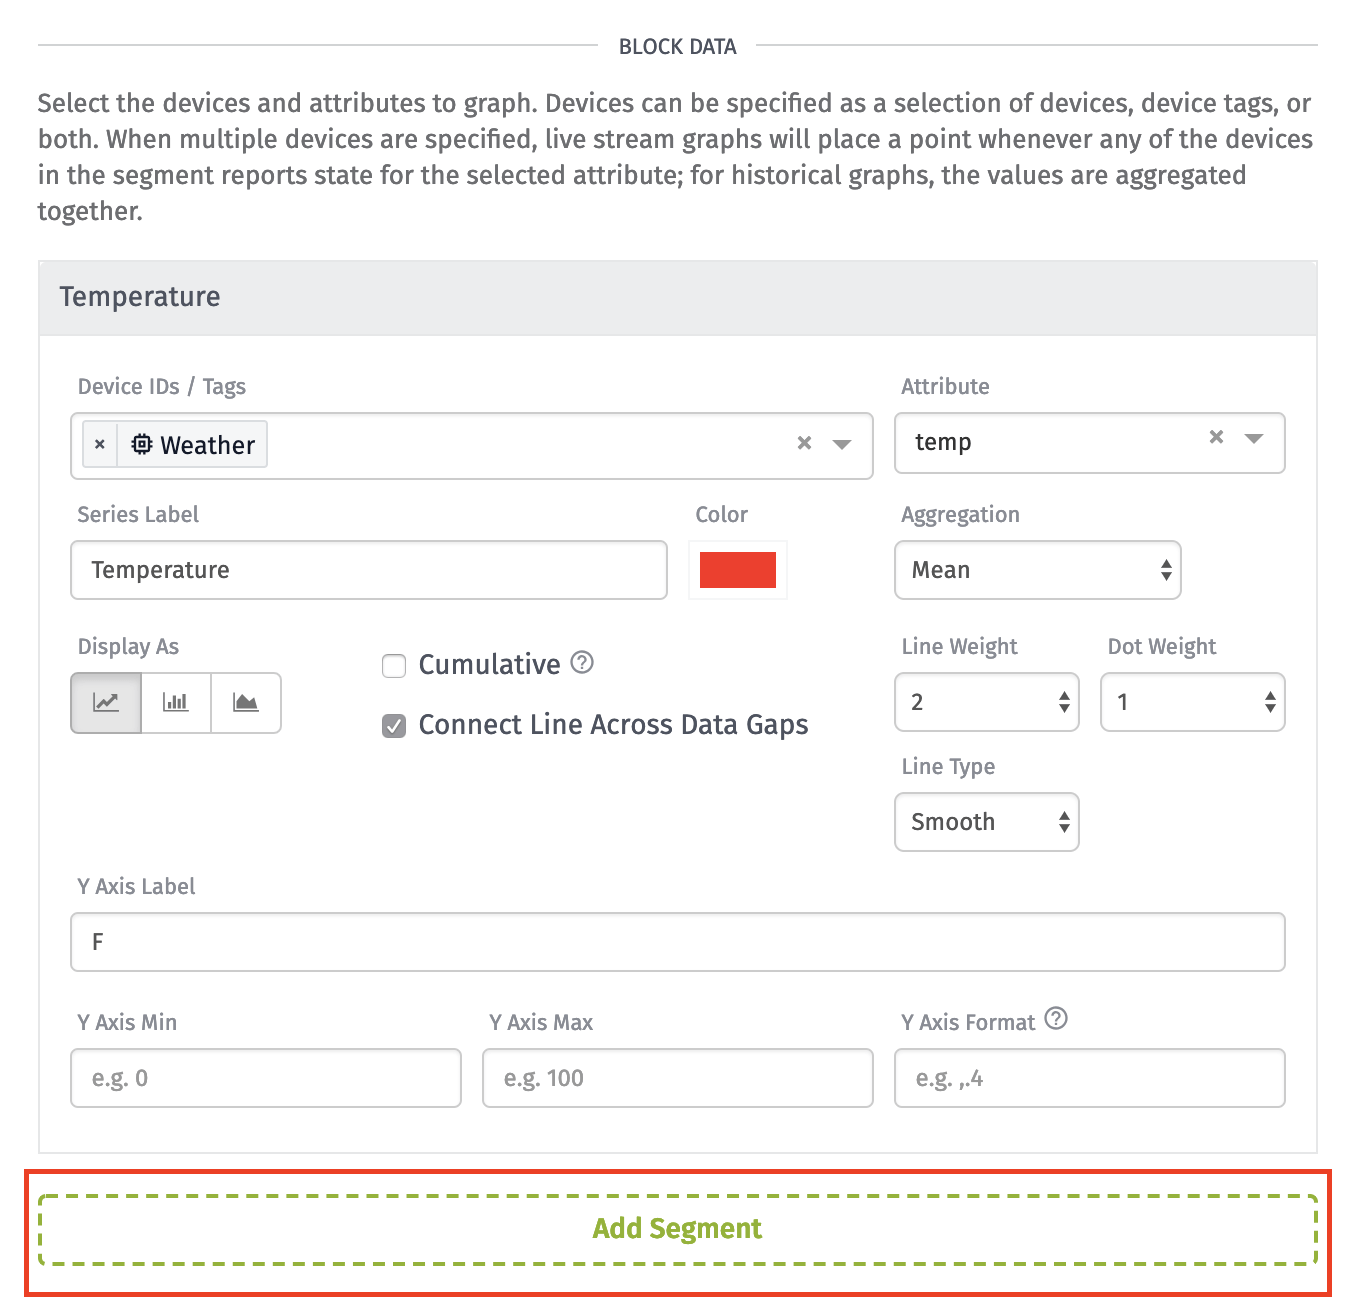 BLOCK DATA
Select the devices and attributes to graph. Devices can be specified as a selection of devices, device tags, or
both. When multiple devices are specified, live stream graphs will place a point whenever any of the devices
in the segment reports state for the selected attribute; for historical graphs, the values are aggregated
together.
Temperature
Device IDs / Tags
Attribute
× Weather
×
temp
×
Series Label
Color
Aggregation
Temperature
Mean
Display As
Cumulative ?
Line Weight
Dot Weight
2
1
Connect Line Across Data Gaps
Line Type
Smooth
Y Axis Label
F
Y Axis Min
Y Axis Max
Y Axis Format ?
e.g. 0
e.g. 100
e.g. ,.4
Add Segment